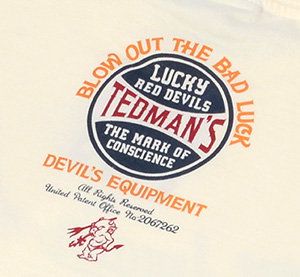 BLOW OUT THE BAD LUCK
LUCKY
RED DEVILS
TEDMAN'S
THE MARK OF
CONSCIENCE
DEVIL'S EQUIPMENT
All Rights Reserved
United Patent Office No.2067262